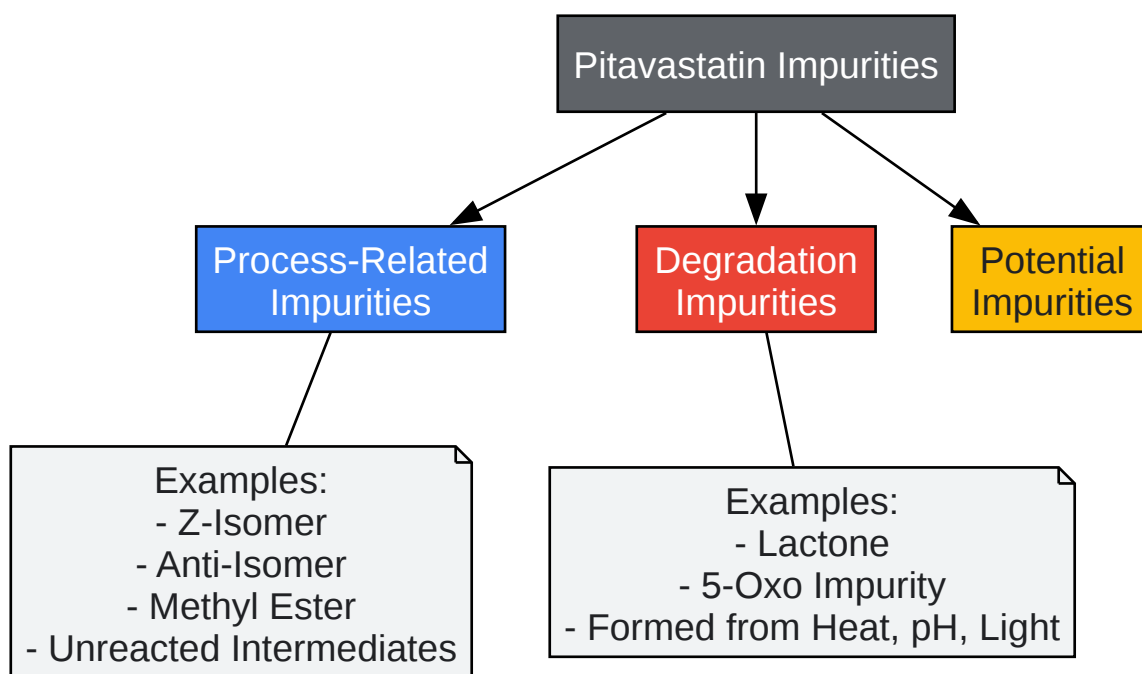 Pitavastatin Impurities
Process-Related
Impurities
Degradation
Impurities
Potential
Impurities
Examples:
- Z-Isomer
- Anti-Isomer
- Methyl Ester
- Unreacted Intermediates
Examples:
- Lactone
- 5-Oxo Impurity
- Formed from Heat, pH, Light